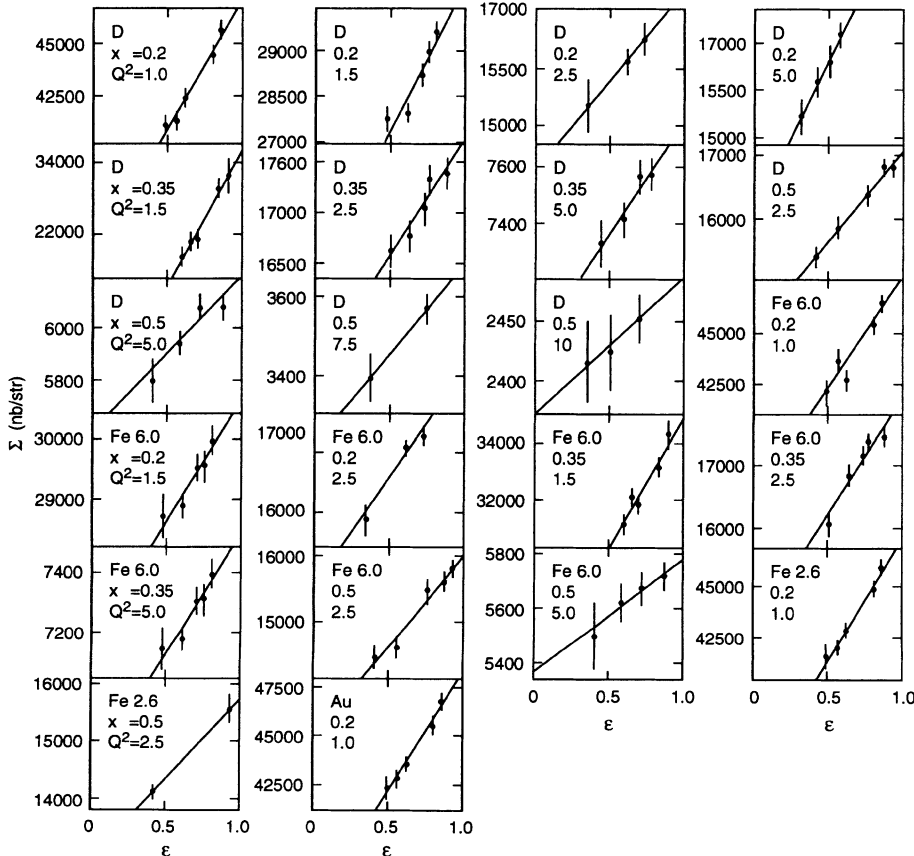 45000
42500
D
x =0.2
Q²=1.0
29000
28500
27000
D
0.2
1.5
17000
15500
15000
D
0.2
2.5
17000
15500
15000
D
0.2
5.0
34000
22000
D
x =0.35
Q²=1.5
17600
17000
16500
D
0.35
2.5
7600
7400
D
0.35
5.0
17000
16000
D
0.5
2.5
Σ (nb/str)
6000
5800
D
x =0.5
Q²=5.0
3600
3400
D
0.5
7.5
2450
2400
D
0.5
10
45000
42500
Fe 6.0
0.2
1.0
30000
28000
Fe 6.0
x =0.2
Q²=1.5
17000
16000
Fe 6.0
0.2
2.5
34000
32000
Fe 6.0
0.35
1.5
17000
16000
Fe 6.0
0.35
2.5
7400
7200
Fe 6.0
x =0.35
Q²=5.0
16000
15000
Fe 6.0
0.5
2.5
5800
5600
5400
Fe 6.0
0.5
5.0
45000
42500
Fe 2.6
0.2
1.0
0 0.5 1.0
ε
0 0.5 1.0
ε
16000
15000
14000
Fe 2.6
x =0.5
Q²=2.5
47500
45000
42500
Au
0.2
1.0
0 0.5 1.0
ε
0 0.5 1.0
ε